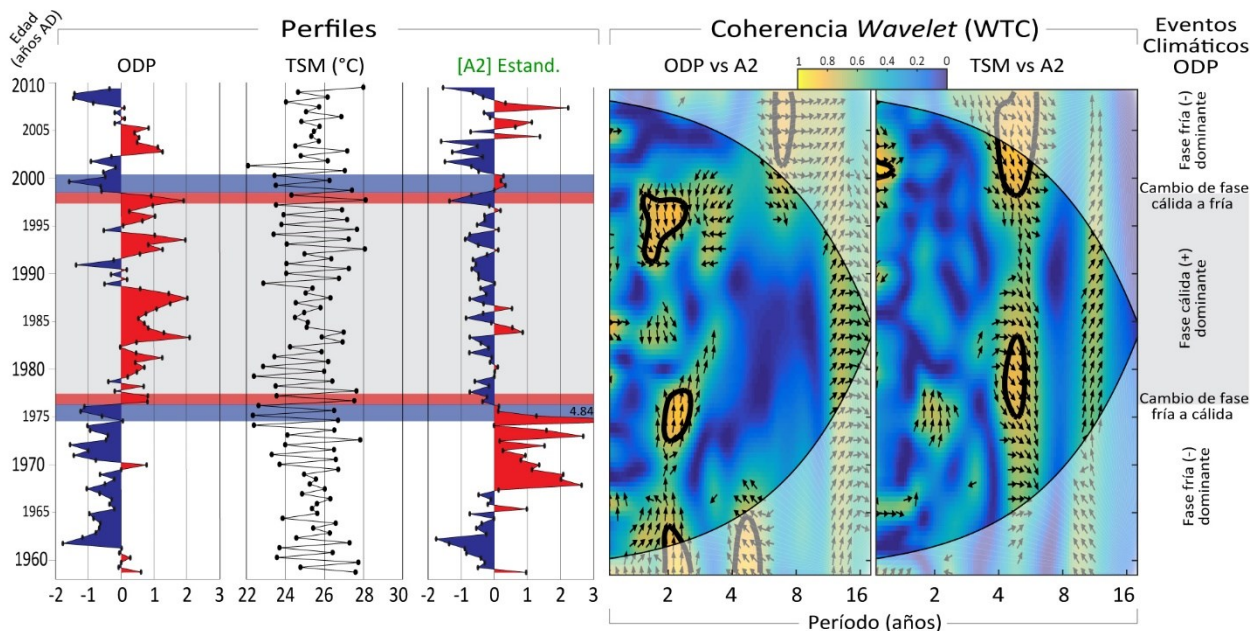 Edad
(años AD)
Perfiles
ODP
TSM (°C)
[A2] Estand.
Coherencia Wavelet (WTC)
ODP vs A2
1 0.8 0.6 0.4 0.2 0
TSM vs A2
Eventos
Climáticos
ODP
2010
2005
2000
1995
1990
1985
1980
1975
1970
1965
1960
4.84
Fase fría (-)
dominante
Cambio de fase
cálida a fría
Fase cálida (+)
dominante
Cambio de fase
fría a cálida
Fase fría (-)
dominante
-2 -1 0 1 2 3
22 24 26 28 30
-2 -1 0 1 2 3
2 4 8 16
2 4 8 16
Período (años)